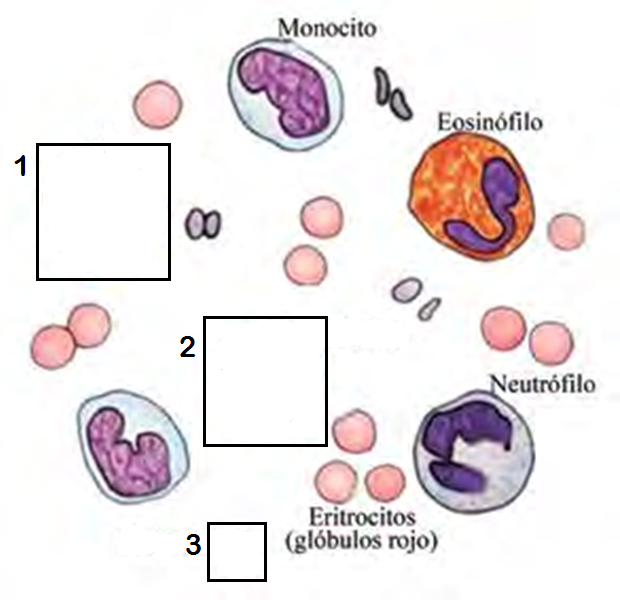 Monocito
Eosinófilo
1
2
Neutrófilo
Eritrocitos
(glóbulos rojo)
3